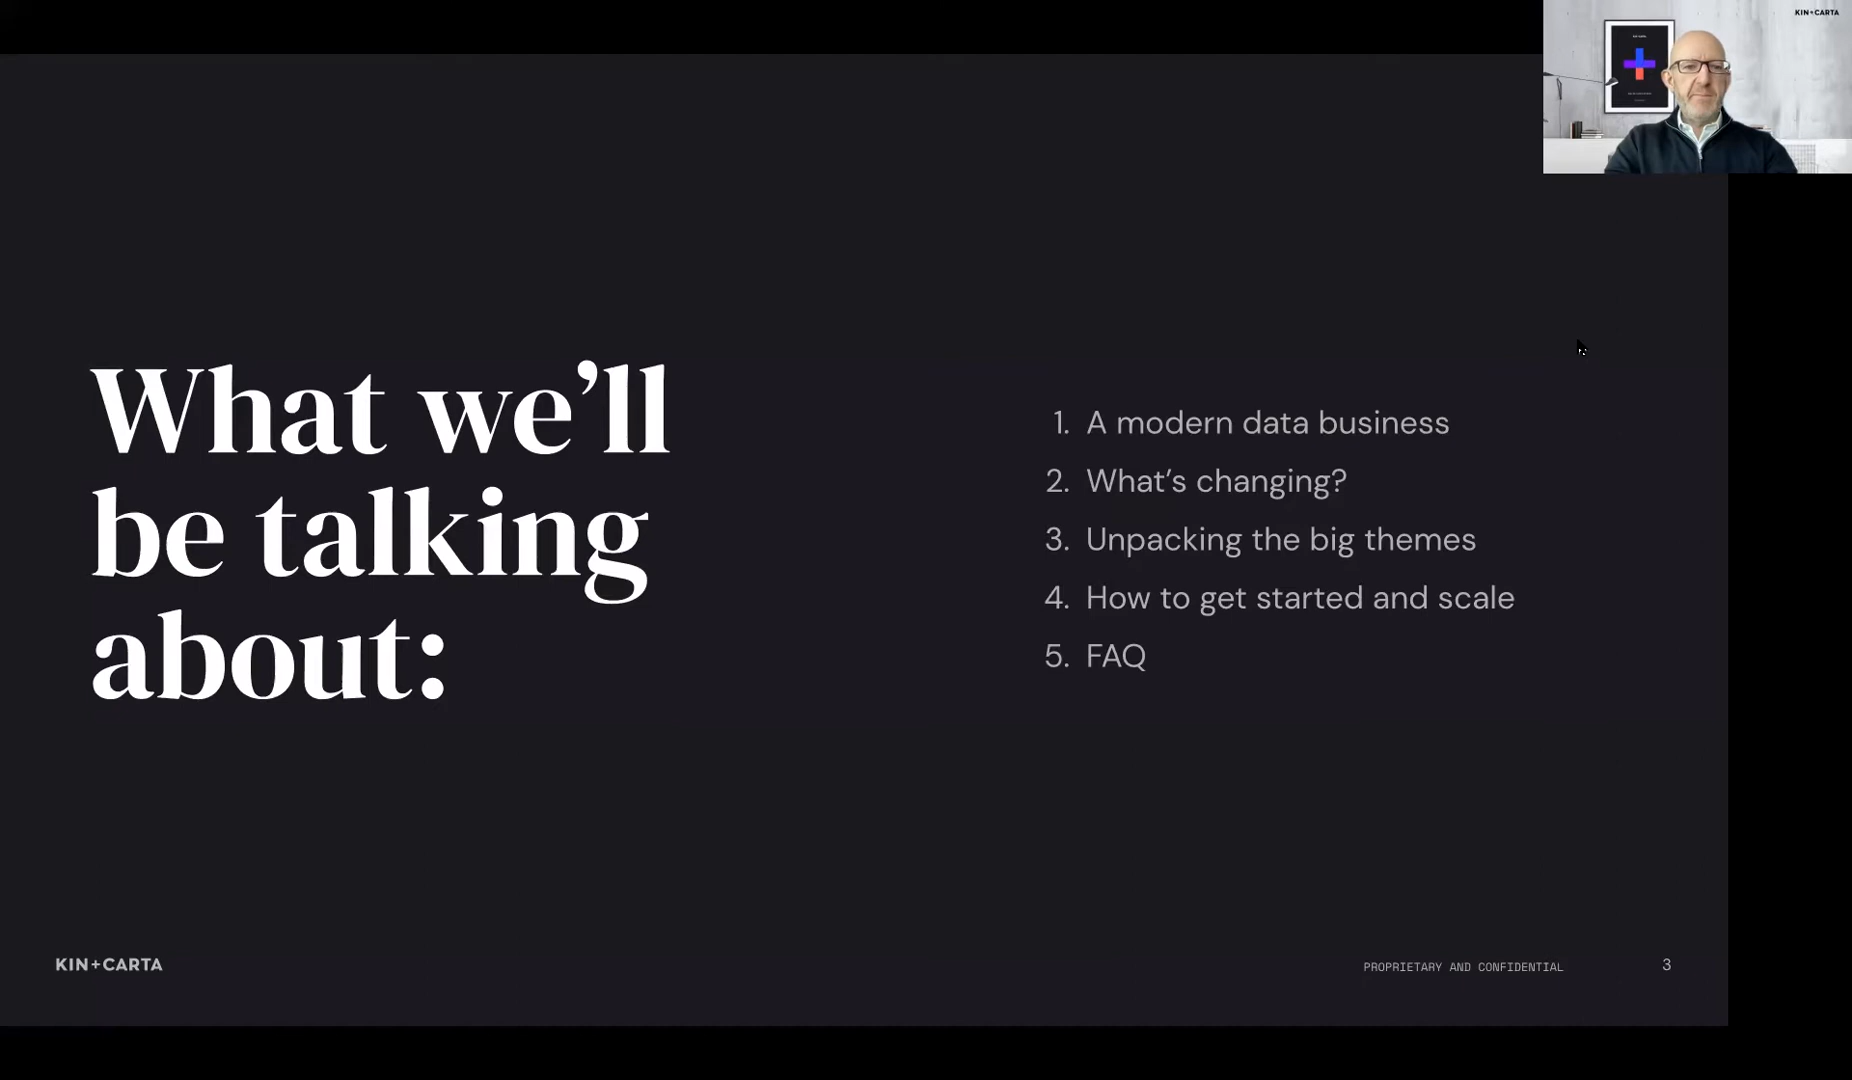 KIN+CARTA
What we’ll
be talking
about:
1. A modern data business
2. What’s changing?
3. Unpacking the big themes
4. How to get started and scale
5. FAQ
KIN+CARTA
PROPRIETARY AND CONFIDENTIAL
3